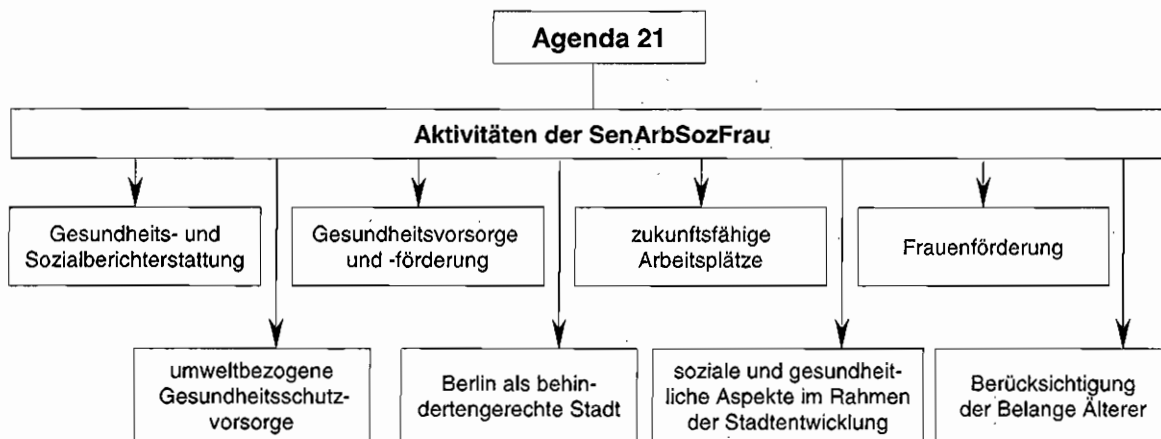 Agenda 21
Aktivitäten der SenArbSozFrau
Gesundheits- und
Sozialberichterstattung
Gesundheitsvorsorge
und -förderung
zukunftsfähige
Arbeitsplätze
Frauenförderung
umweltbezogene
Gesundheitsschutz-
vorsorge
Berlin als behin-
dertengerechte Stadt
soziale und gesundheit-
liche Aspekte im Rahmen
der Stadtentwicklung
Berücksichtigung
der Belange Älterer